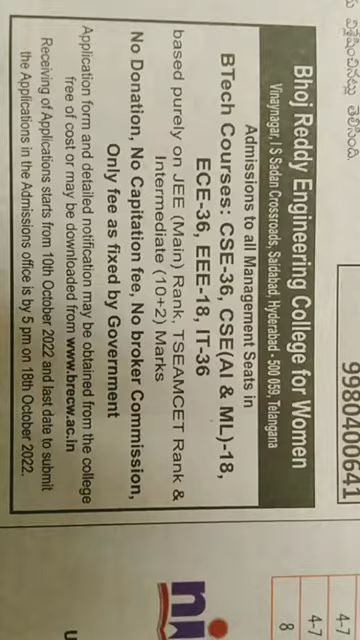 విశ్లేషించినట్లు తెలిసింది.
9980400641
Bhoj Reddy Engineering College for Women
Vinaynagar, I S Sadan Crossroads, Saidabad, Hyderabad - 500 059, Telangana
Admissions to all Management Seats in
BTech Courses: CSE-36, CSE(AI & ML)-18,
ECE-36, EEE-18, IT-36
based purely on JEE (Main) Rank, TSEAMCET Rank &
Intermediate (10+2) Marks
No Donation, No Capitation fee, No broker Commission,
Only fee as fixed by Government
Application form and detailed notification may be obtained from the college
free of cost or may be downloaded from www.brecw.ac.in
Receiving of Applications starts from 10th October 2022 and last date to submit
the Applications in the Admissions office is by 5 pm on 18th October 2022.
4-7
4-7
8
ni
U